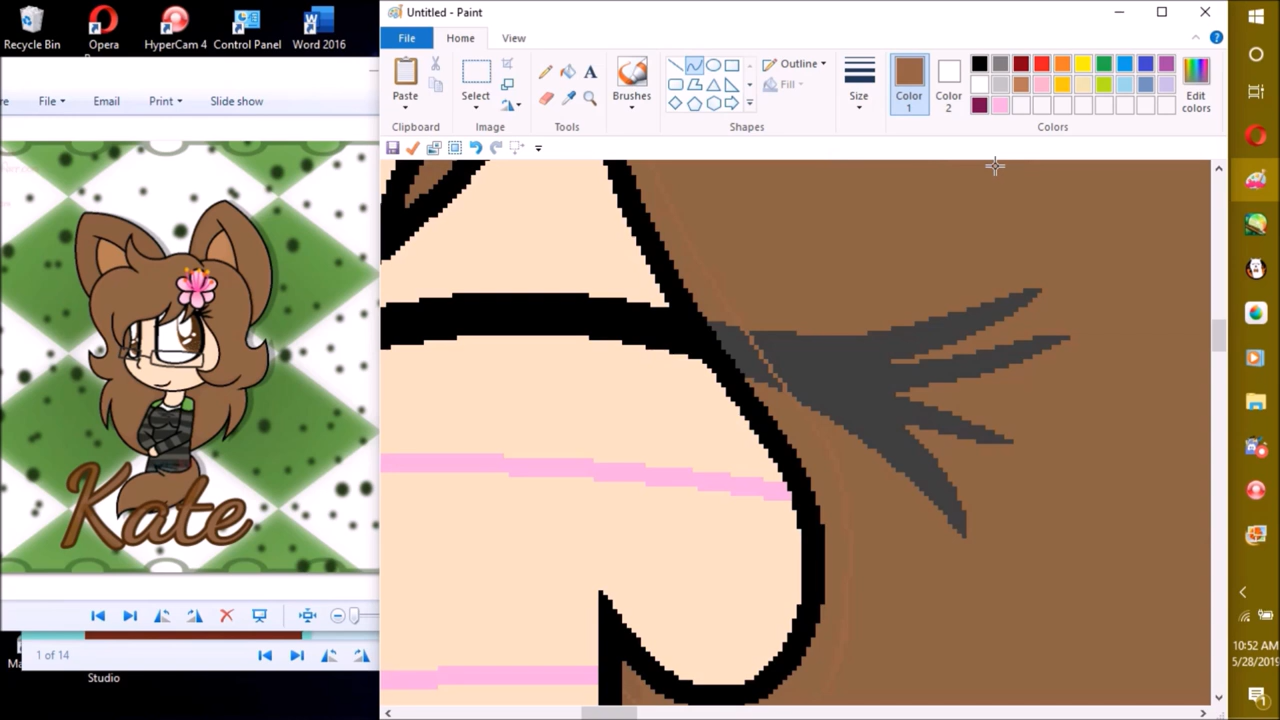 Recycle Bin
Opera
HyperCam 4
Control Panel
Word 2016
File
Email
Print
Slide show
Kate
1 of 14
Studio
Untitled - Paint
File
Home
View
Paste
Select
Brushes
Outline
Fill
Size
Color 1
Color 2
Edit colors
Clipboard
Image
Tools
Shapes
Colors
10:52 AM
5/28/2019